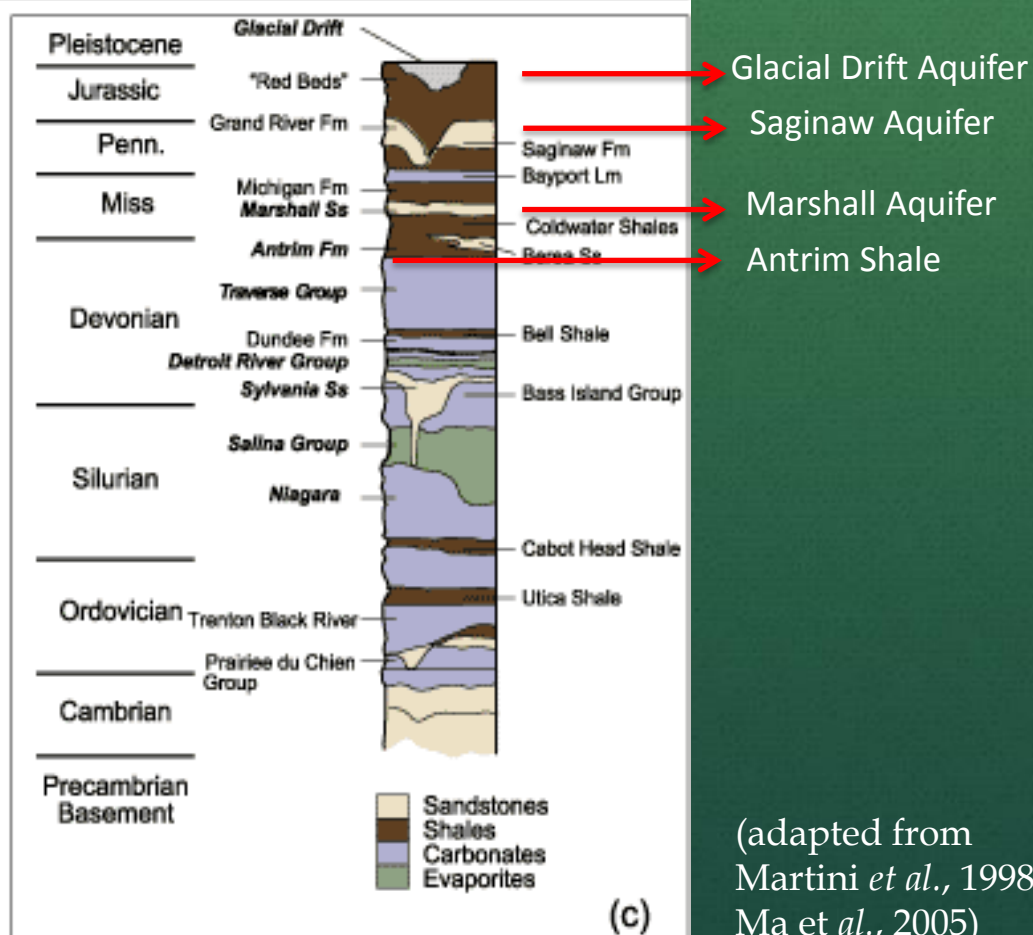 Pleistocene
Jurassic
Penn.
Miss
Devonian
Silurian
Ordovician
Cambrian
Precambrian
Basement
Glacial Drift
"Red Beds"
Grand River Fm
Michigan Fm
Marshall Ss
Antrim Fm
Traverse Group
Dundee Fm
Detroit River Group
Sylvania Ss
Salina Group
Niagara
Trenton Black River
Prairiee du Chien
Group
Saginaw Fm
Bayport Lm
Coldwater Shales
Berea Ss
Bell Shale
Bass Island Group
Cabot Head Shale
Utica Shale
Sandstones
Shales
Carbonates
Evaporites
(c)
Glacial Drift Aquifer
Saginaw Aquifer
Marshall Aquifer
Antrim Shale
(adapted from
Martini et al., 1998
Ma et al., 2005)